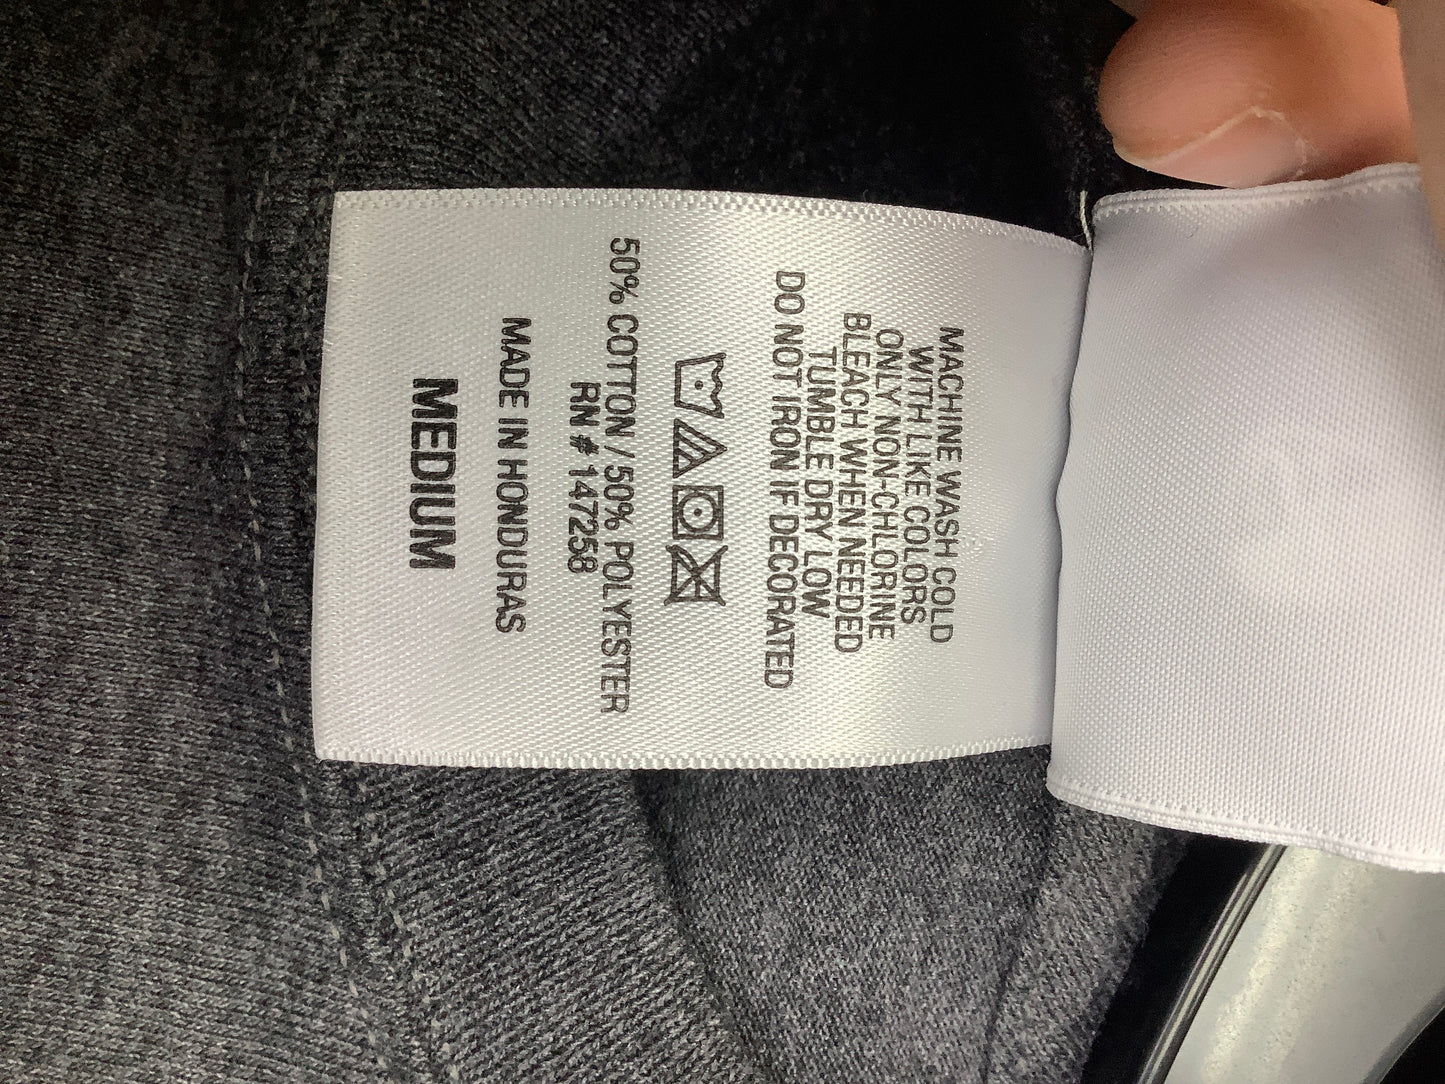 MACHINE WASH COLD
WITH LIKE COLORS
ONLY NON-CHLORINE
BLEACH WHEN NEEDED
TUMBLE DRY LOW
DO NOT IRON IF DECORATED
50% COTTON / 50% POLYESTER
RN # 147258
MADE IN HONDURAS
MEDIUM